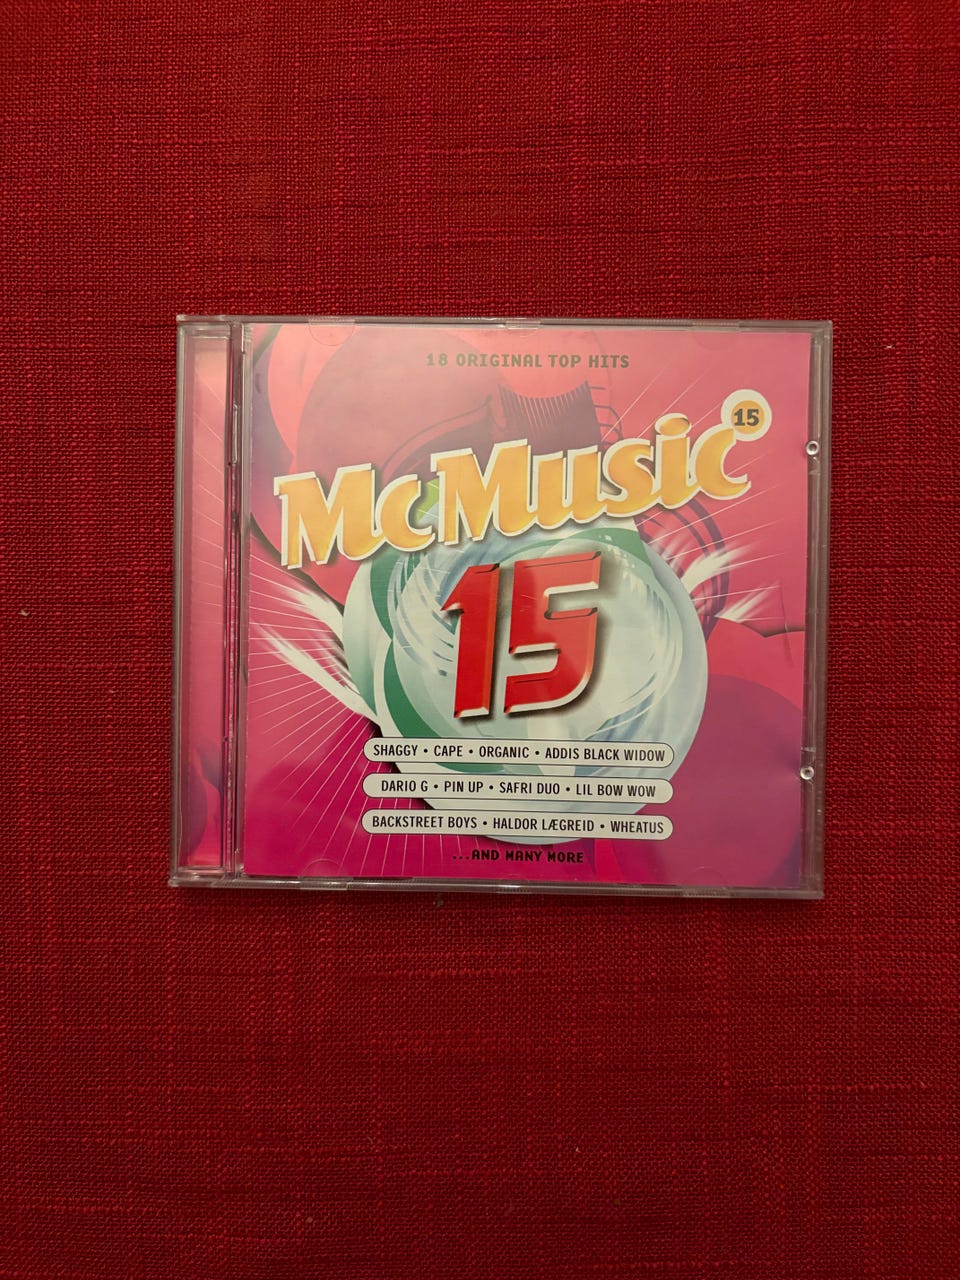 18 ORIGINAL TOP HITS
McMusic 15
15
SHAGGY • CAPE • ORGANIC • ADDIS BLACK WIDOW
DARIO G • PIN UP • SAFRI DUO • LIL BOW WOW
BACKSTREET BOYS • HALDOR LÆGREID • WHEATUS
...AND MANY MORE